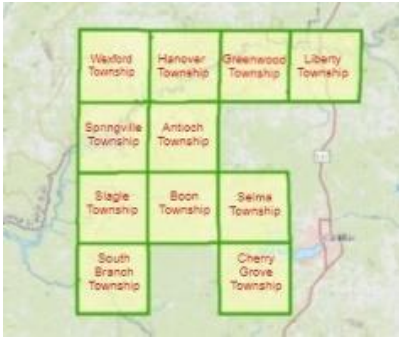 Wexford
Township
Hanover
Township
Greenwood
Township
Liberty
Township
Springville
Township
Antioch
Township
Slagle
Township
Boon
Township
Selma
Township
South
Branch
Township
Cherry
Grove
Township